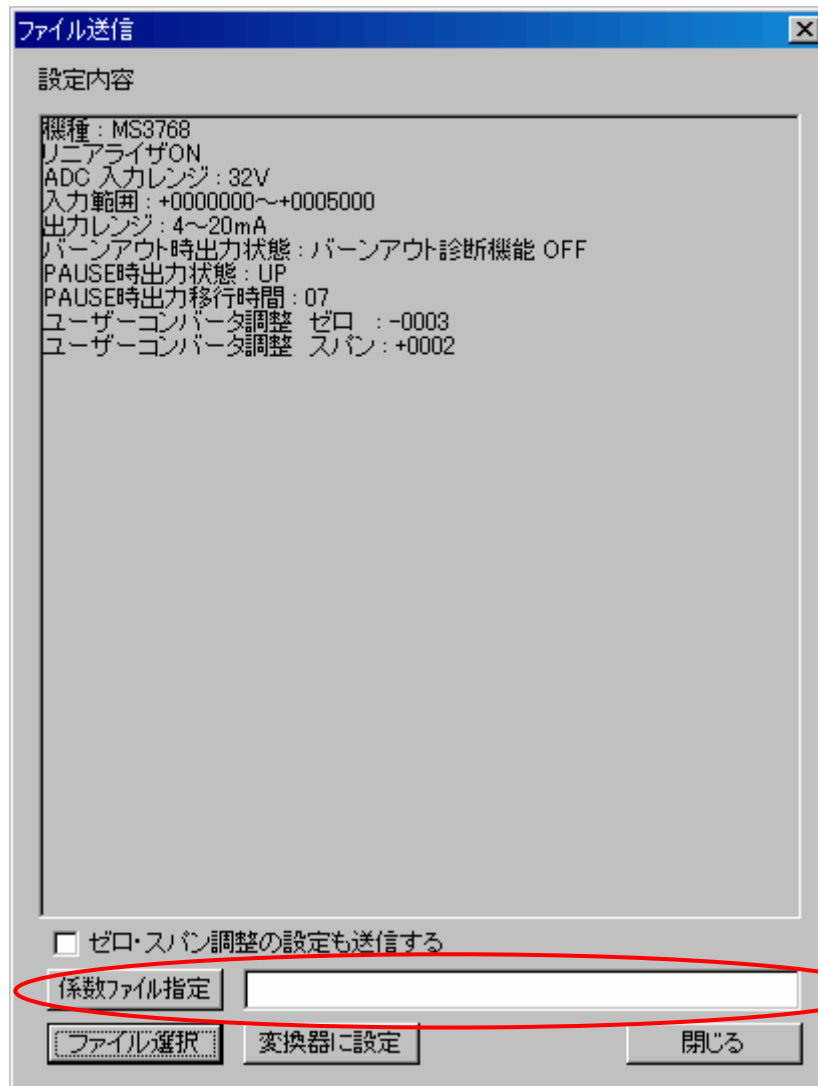 ファイル送信
設定内容
機種 : MS3768
リニアライザON
ADC 入力レンジ : 32V
入力範囲 : +0000000～+0005000
出力レンジ : 4～20mA
バーンアウト時出力状態 : バーンアウト診断機能 OFF
PAUSE時出力状態 : UP
PAUSE時出力移行時間 : 07
ユーザーコンバータ調整 ゼロ : -0003
ユーザーコンバータ調整 スパン : +0002
ゼロ・スパン調整の設定も送信する
係数ファイル指定
ファイル選択 変換器に設定 閉じる